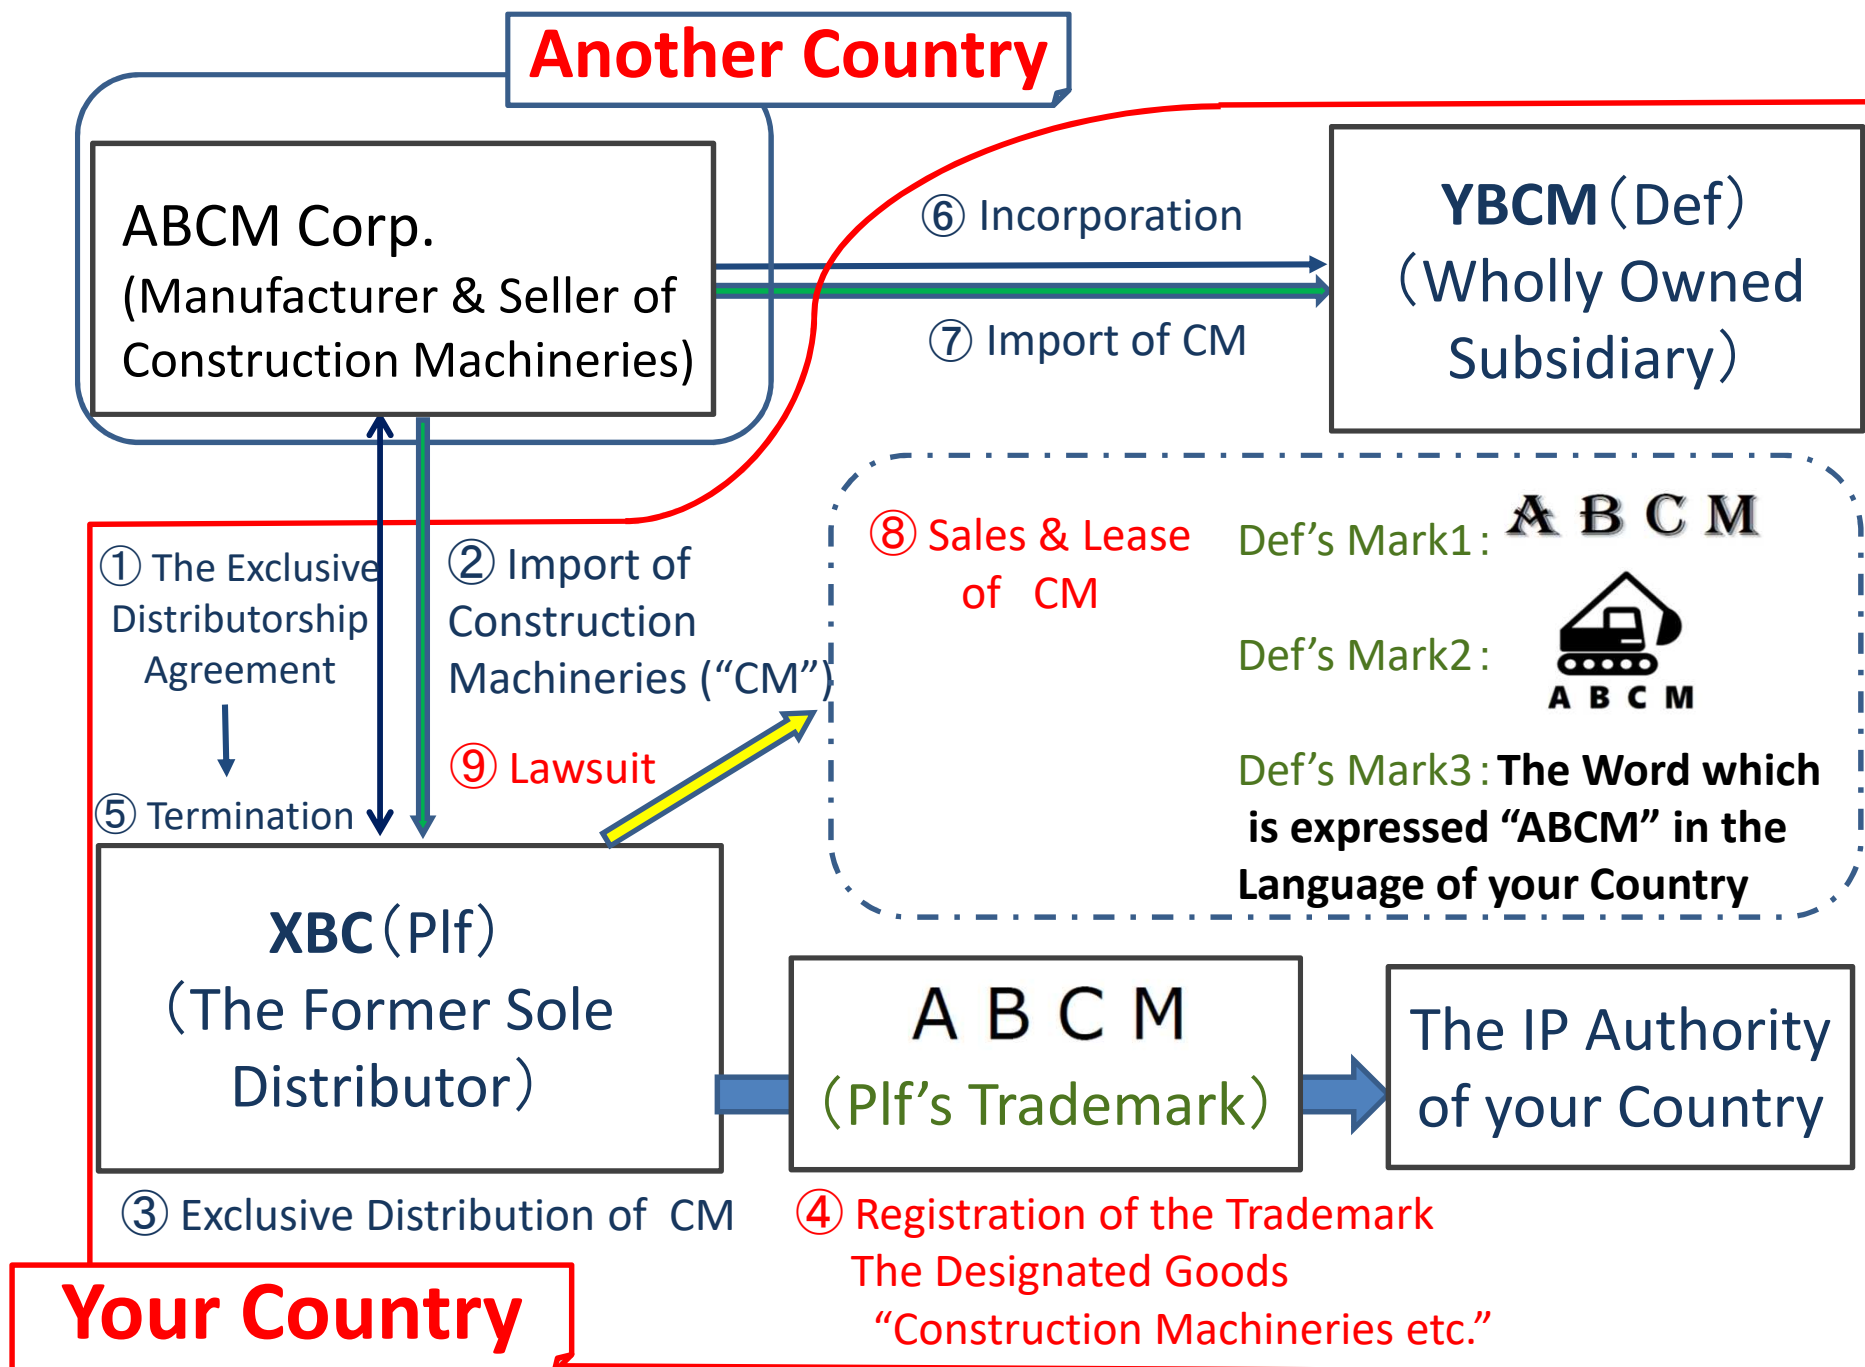 Another Country
ABCM Corp.
(Manufacturer & Seller of
Construction Machineries)
⑥ Incorporation
⑦ Import of CM
YBCM（Def）
（Wholly Owned
Subsidiary）
① The Exclusive
Distributorship
Agreement
⑤ Termination
② Import of
Construction
Machineries (“CM”)
⑨ Lawsuit
⑧ Sales & Lease
of CM
Def’s Mark1：
A B C M
Def’s Mark2：
A B C M
Def’s Mark3：The Word which
is expressed “ABCM” in the
Language of your Country
XBC（Plf）
（The Former Sole
Distributor）
A B C M
（Plf’s Trademark）
The IP Authority
of your Country
③ Exclusive Distribution of CM
④ Registration of the Trademark
The Designated Goods
“Construction Machineries etc.”
Your Country